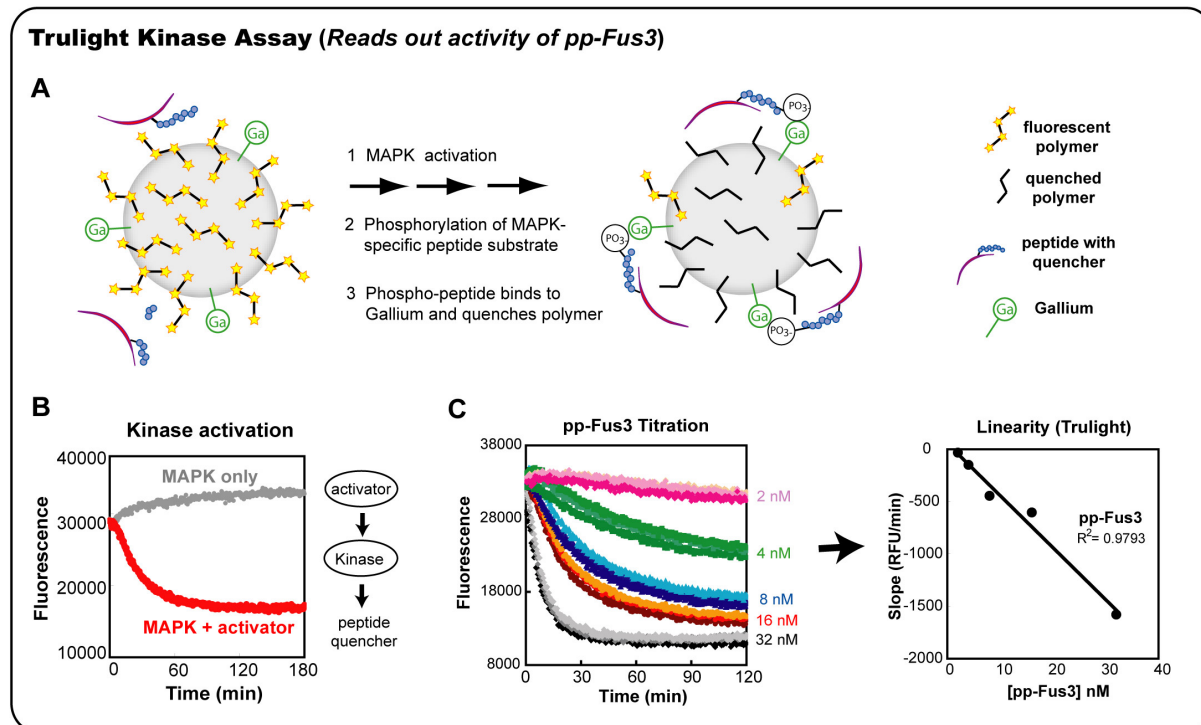 Trulight Kinase Assay (Reads out activity of pp-Fus3)
A
Ga
Ga
Ga
1 MAPK activation
2 Phosphorylation of MAPK-
specific peptide substrate
3 Phospho-peptide binds to
Gallium and quenches polymer
PO3-
Ga
PO3-
Ga
Ga
PO3-
fluorescent
polymer
quenched
polymer
peptide with
quencher
Ga
Gallium
B
Kinase activation
40000
30000
20000
10000
Fluorescence
MAPK only
MAPK + activator
0 60 120 180
Time (min)
activator
Kinase
peptide
quencher
C
pp-Fus3 Titration
38000
28000
18000
8000
Fluorescence
2 nM
4 nM
8 nM
16 nM
32 nM
0 30 60 90 120
Time (min)
Linearity (Trulight)
0
-500
-1000
-1500
-2000
Slope (RFU/min)
pp-Fus3
R2= 0.9793
0 10 20 30 40
[pp-Fus3] nM